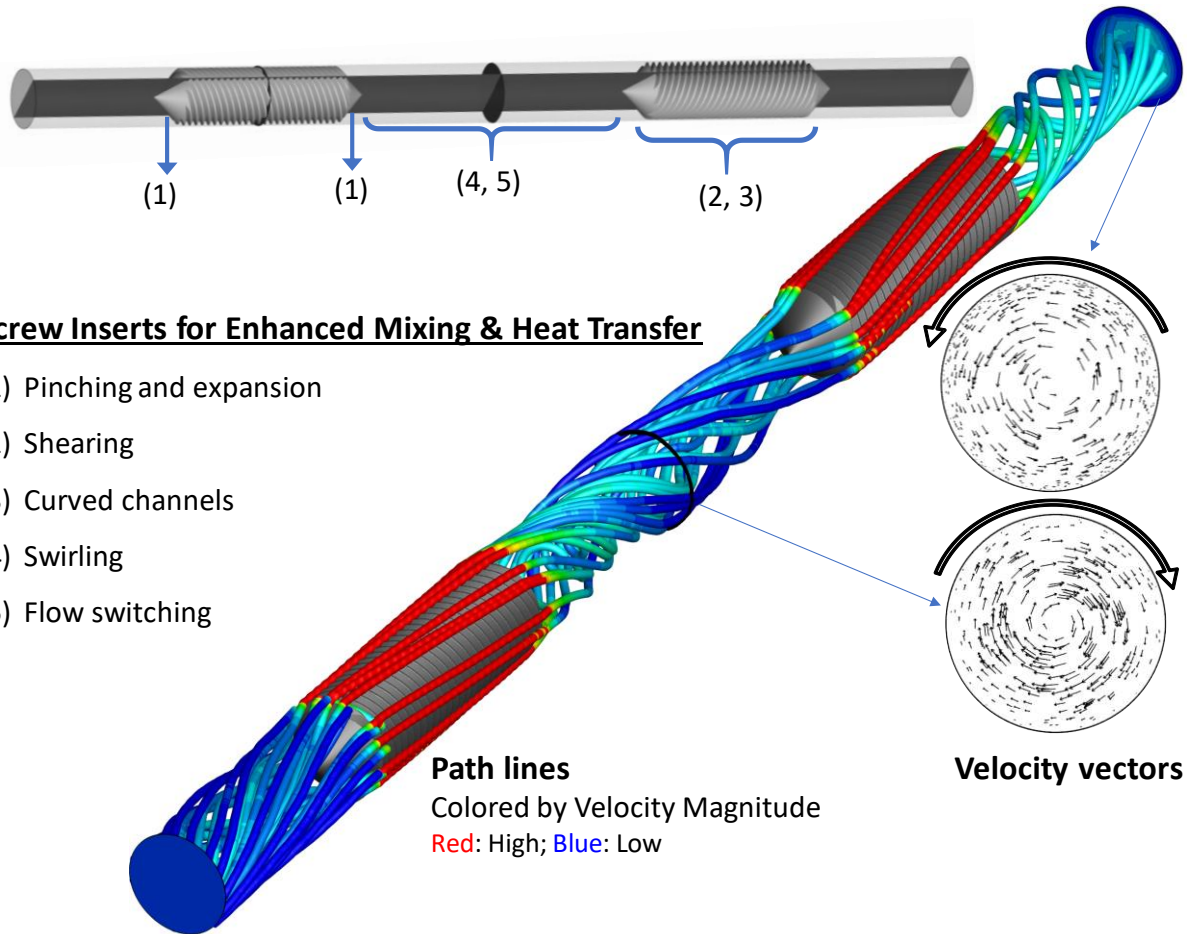 (1)
(1)
(4, 5)
(2, 3)
crew Inserts for Enhanced Mixing & Heat Transfer
) Pinching and expansion
) Shearing
) Curved channels
) Swirling
) Flow switching
Path lines
Colored by Velocity Magnitude
Red: High; Blue: Low
Velocity vectors